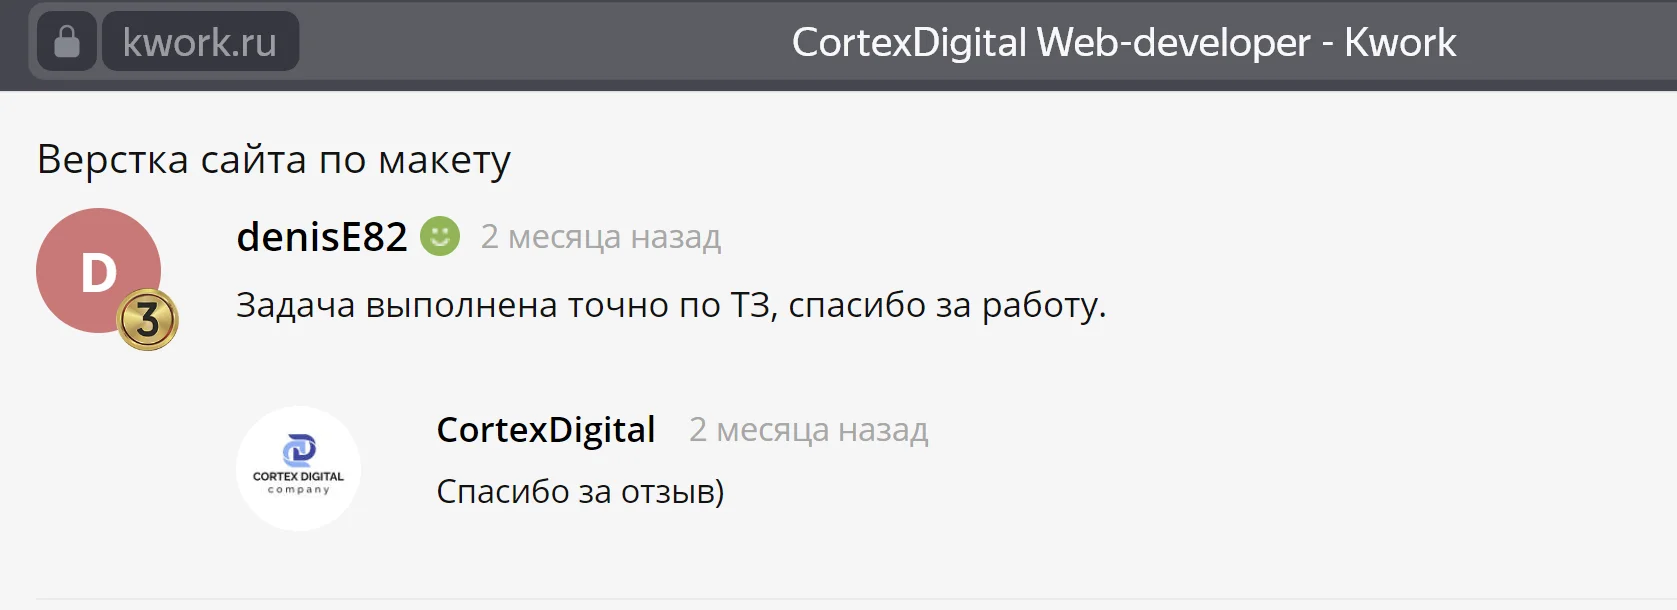 kwork.ru
CortexDigital Web-developer - Kwork
Верстка сайта по макету
D
3
denisE82 2 месяца назад
Задача выполнена точно по ТЗ, спасибо за работу.
CORTEX DIGITAL
company
CortexDigital 2 месяца назад
Спасибо за отзыв)